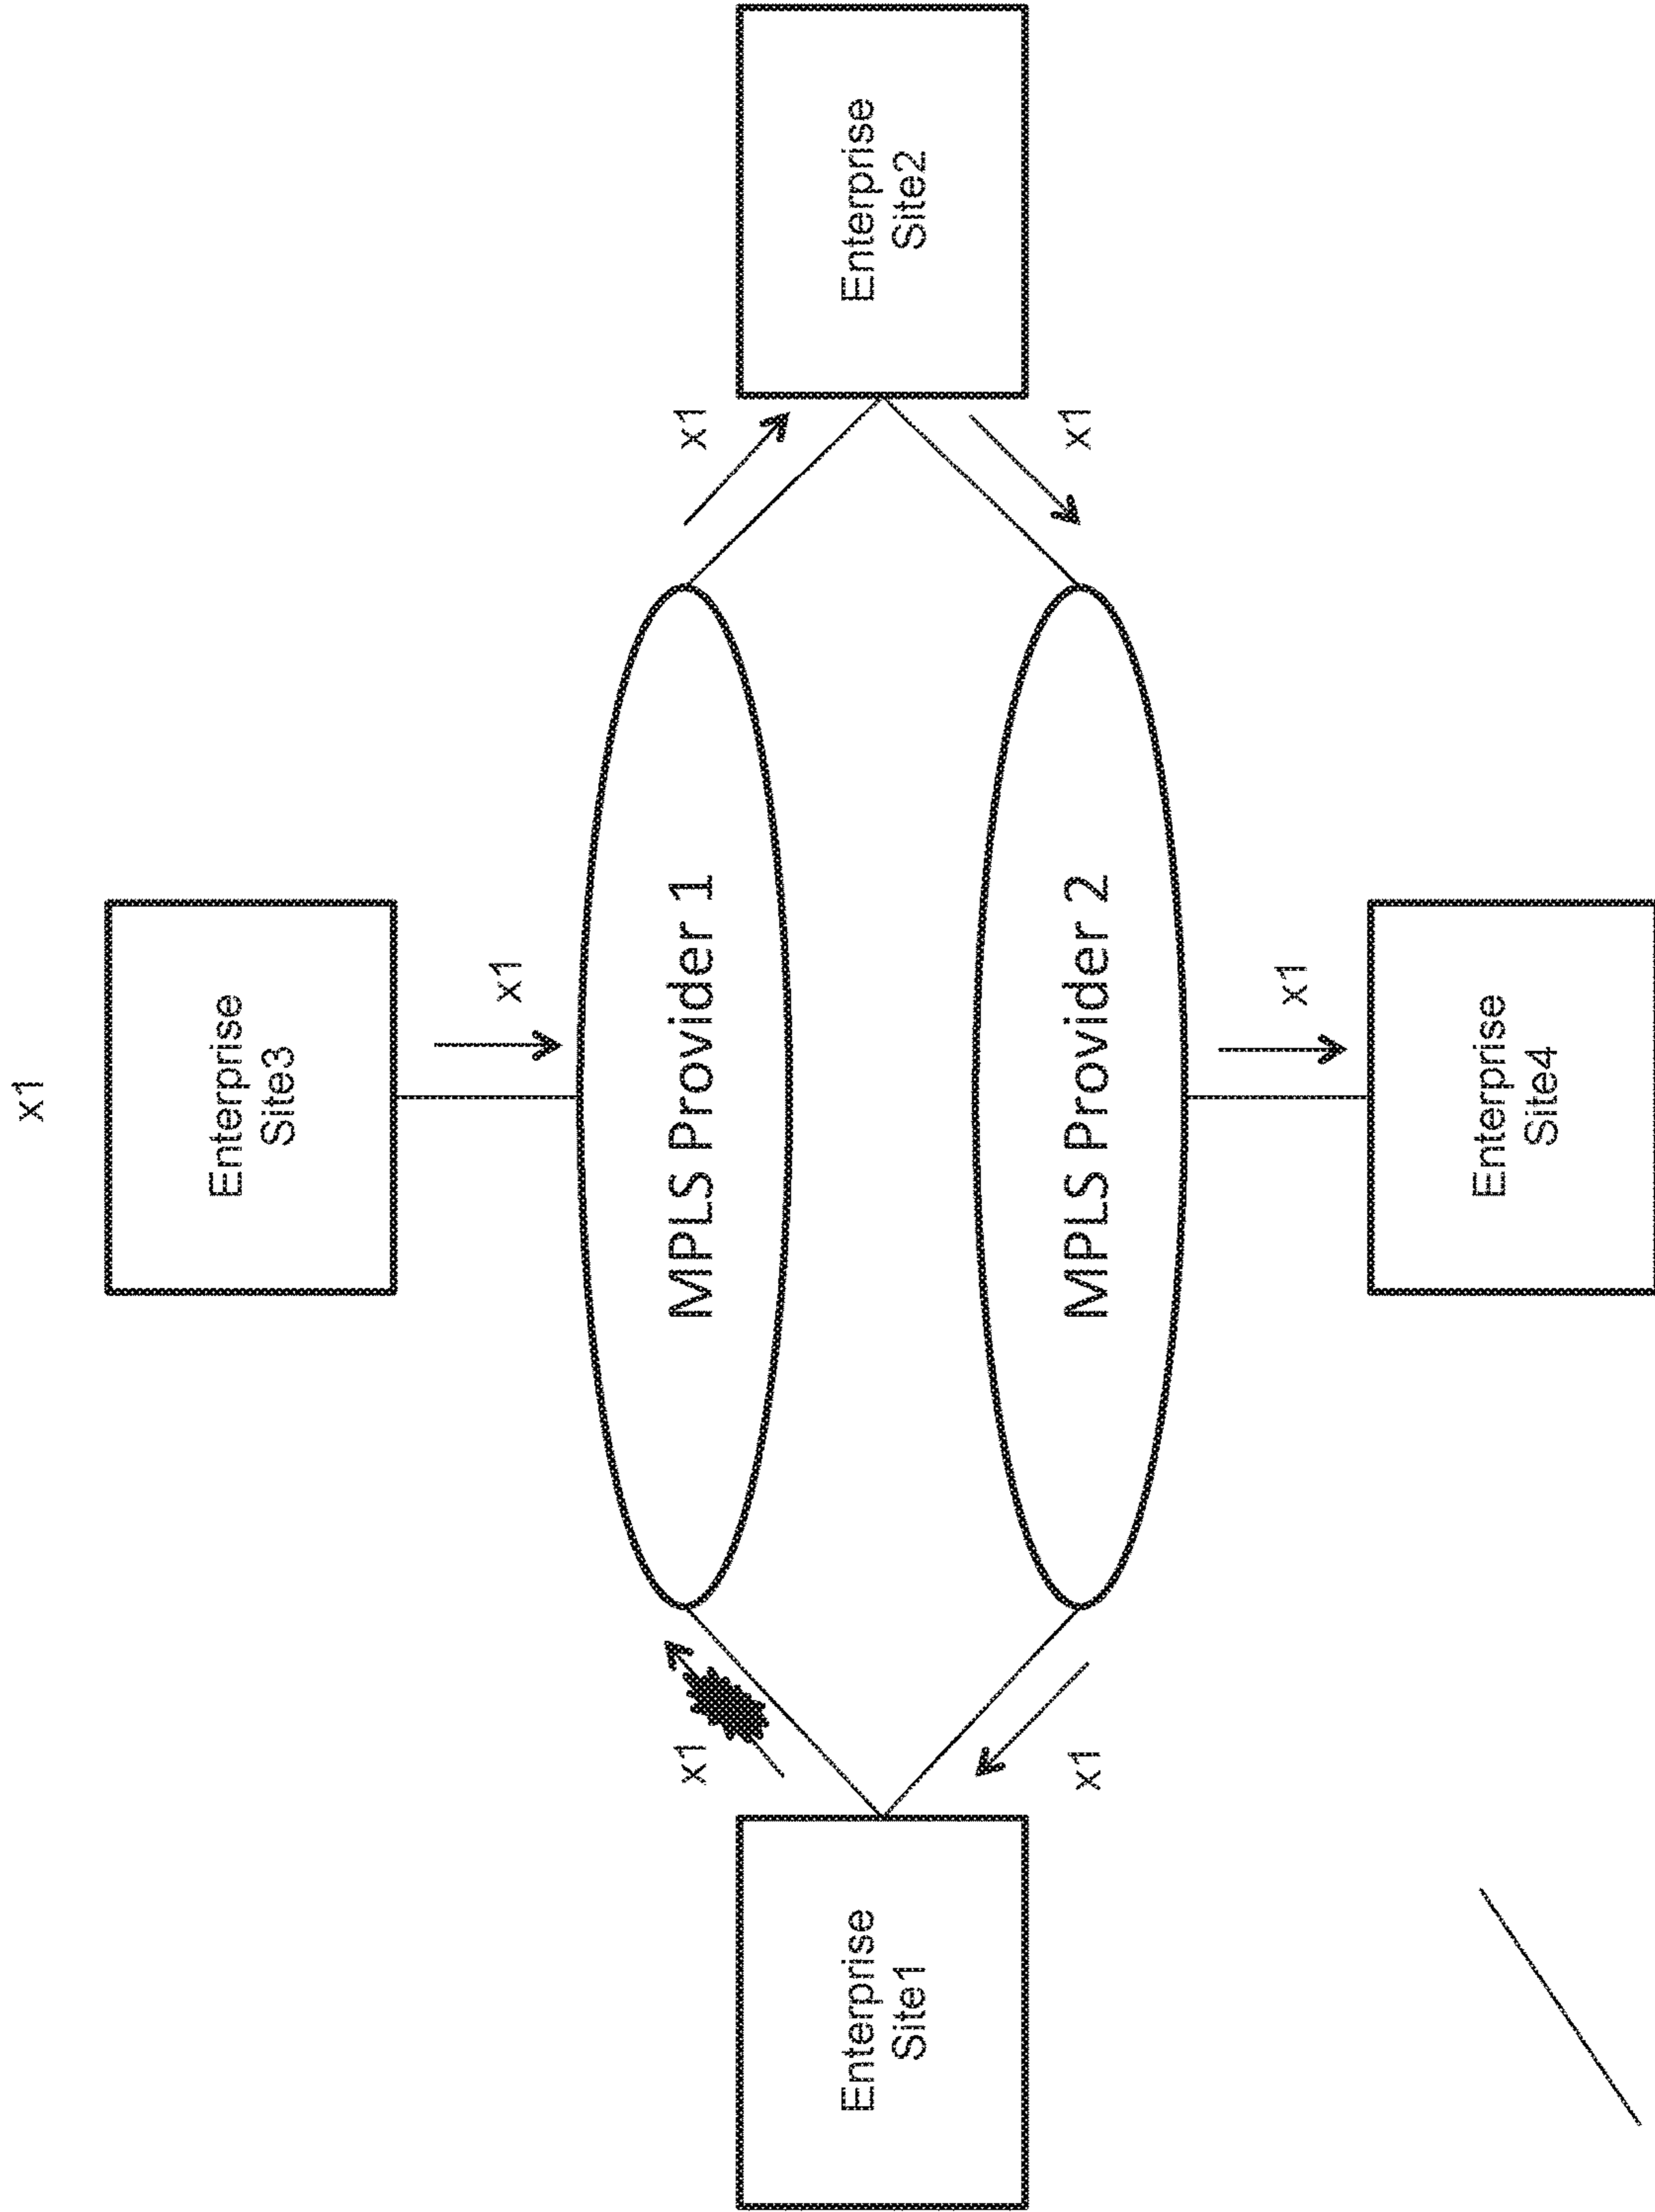 x1
Enterprise
Site3
x1
x1
MPLS Provider 1
x1
Enterprise
Site1
Enterprise
Site2
x1
MPLS Provider 2
x1
x1
Enterprise
Site4